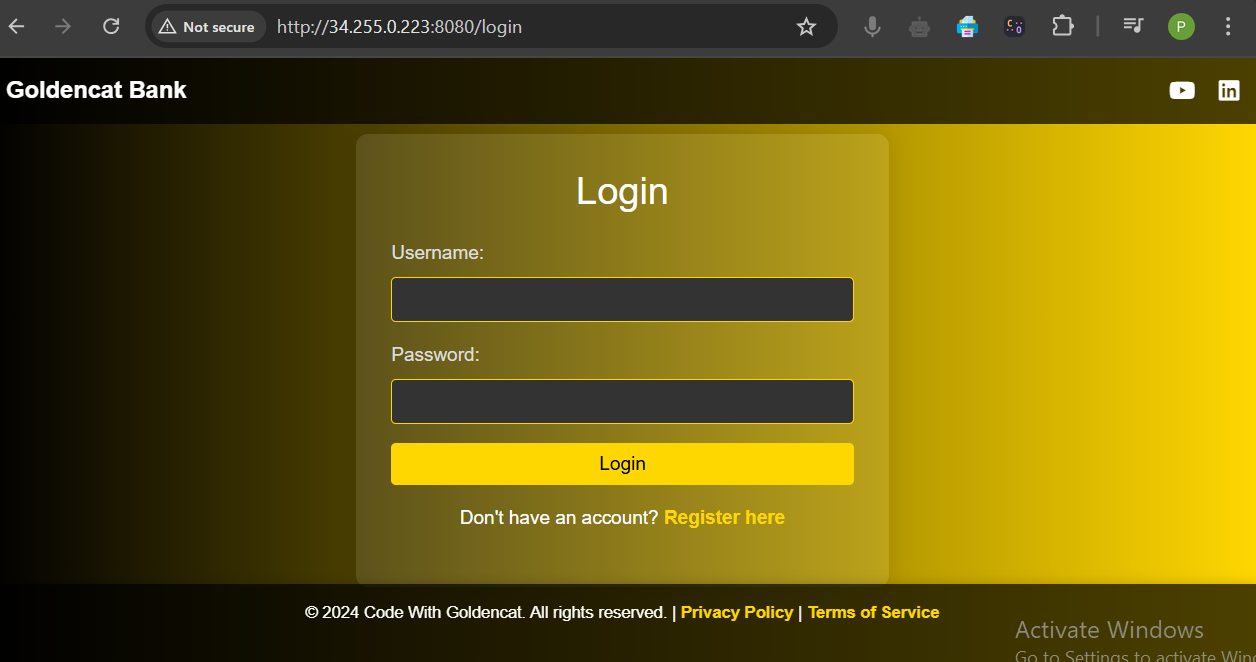 Not secure
http://34.255.0.223:8080/login
P
Goldencat Bank
Login
Username:
Password:
Login
Don't have an account? Register here
© 2024 Code With Goldencat. All rights reserved. | Privacy Policy | Terms of Service
Activate Windows
Go to Settings to activate